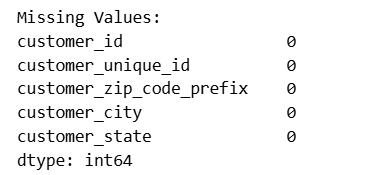 Missing Values:
customer_id 0
customer_unique_id 0
customer_zip_code_prefix 0
customer_city 0
customer_state 0
dtype: int64